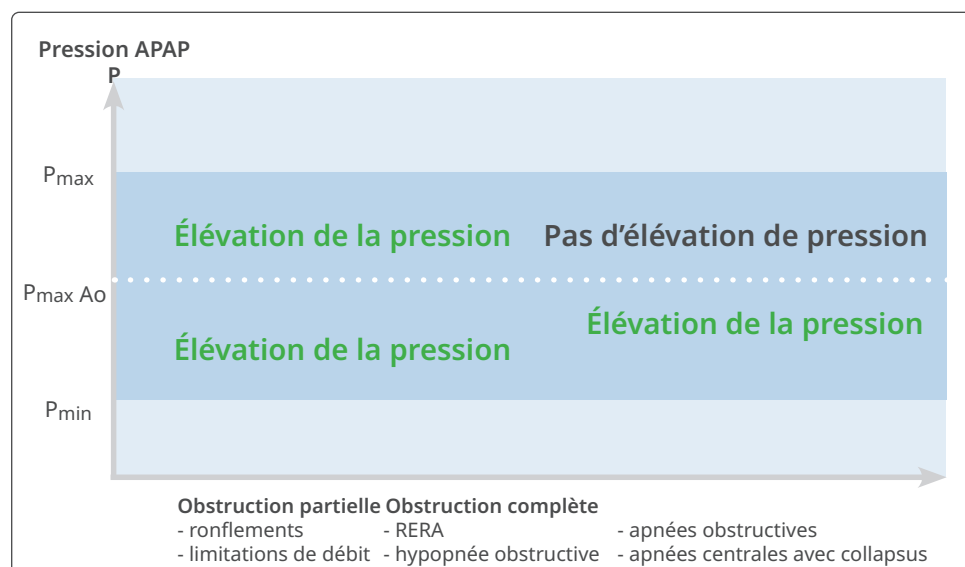 Pression APAP
P
Pmax
Élévation de la pression Pas d’élévation de pression
Pmax Ao
Élévation de la pression
Élévation de la pression
Pmin
Obstruction partielle Obstruction complète
- ronflements - RERA - apnées obstructives
- limitations de débit - hypopnée obstructive - apnées centrales avec collapsus